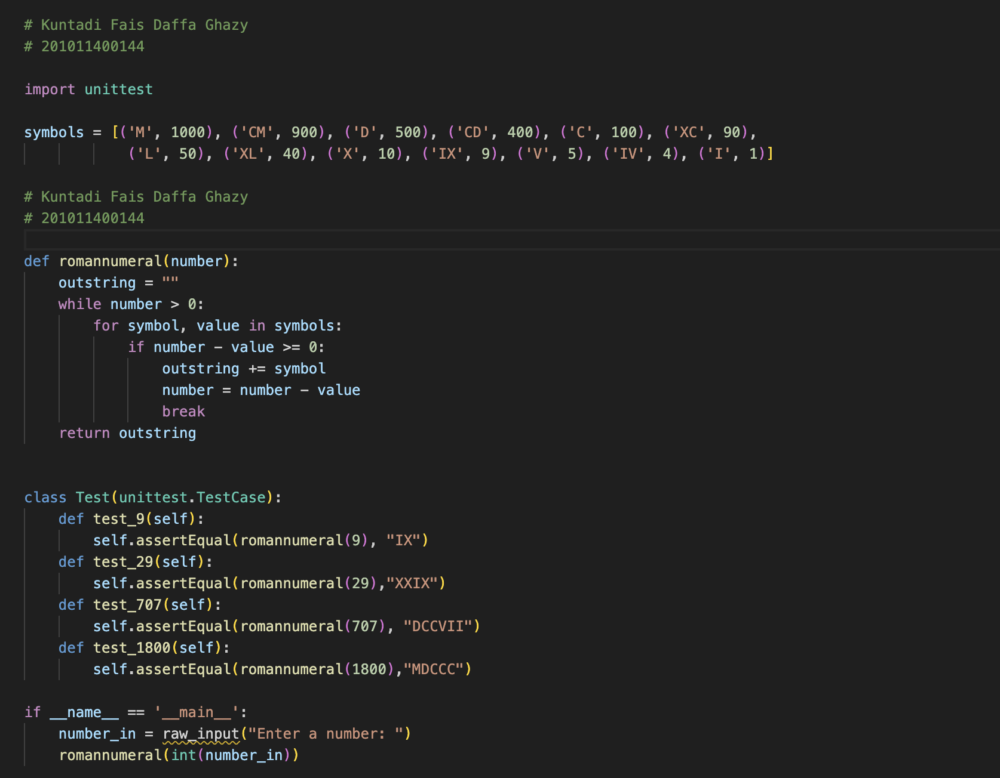 # Kuntadi Fais Daffa Ghazy
# 201011400144

import unittest

symbols = [('M', 1000), ('CM', 900), ('D', 500), ('CD', 400), ('C', 100), ('XC', 90),
            ('L', 50), ('XL', 40), ('X', 10), ('IX', 9), ('V', 5), ('IV', 4), ('I', 1)]

# Kuntadi Fais Daffa Ghazy
# 201011400144

def romannumeral(number):
    outstring = ""
    while number > 0:
        for symbol, value in symbols:
            if number - value >= 0:
                outstring += symbol
                number = number - value
                break
    return outstring


class Test(unittest.TestCase):
    def test_9(self):
        self.assertEqual(romannumeral(9), "IX")
    def test_29(self):
        self.assertEqual(romannumeral(29),"XXIX")
    def test_707(self):
        self.assertEqual(romannumeral(707), "DCCVII")
    def test_1800(self):
        self.assertEqual(romannumeral(1800),"MDCCC")

if __name__ == '__main__':
    number_in = raw_input("Enter a number: ")
    romannumeral(int(number_in))